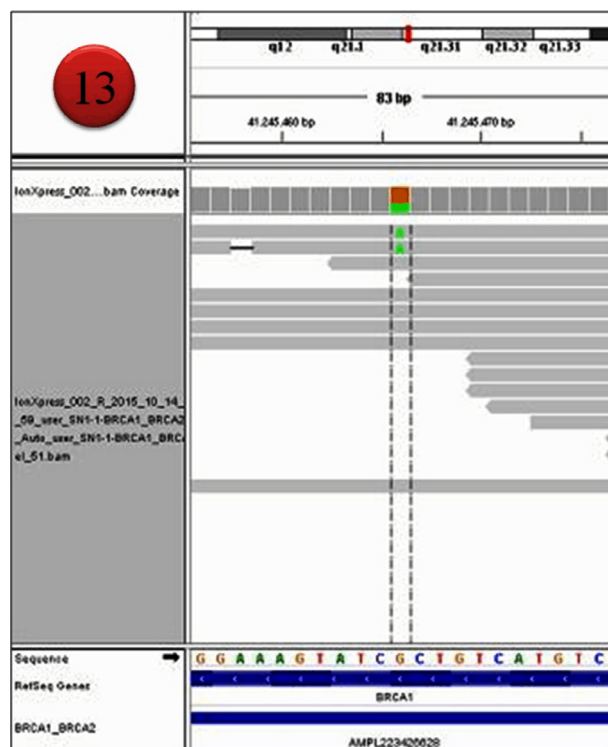 13
q12 q21.1 q21.31 q21.32 q21.33
83 bp
41.245.460 bp 41.245.470 bp
IonXpress_002....bam Coverage
A
A
IonXpress_002_R_2015_10_14_
_59_user_SN1-1-BRCA1_BRCA2
_Auto_user_SN1-1-BRCA1_BRCA
el_51.bam
Sequence
G G A A A G T A T C G C T G T C A T G T C
RefSeq Genes
BRCA1
BRCA1_BRCA2
AMPL223426628